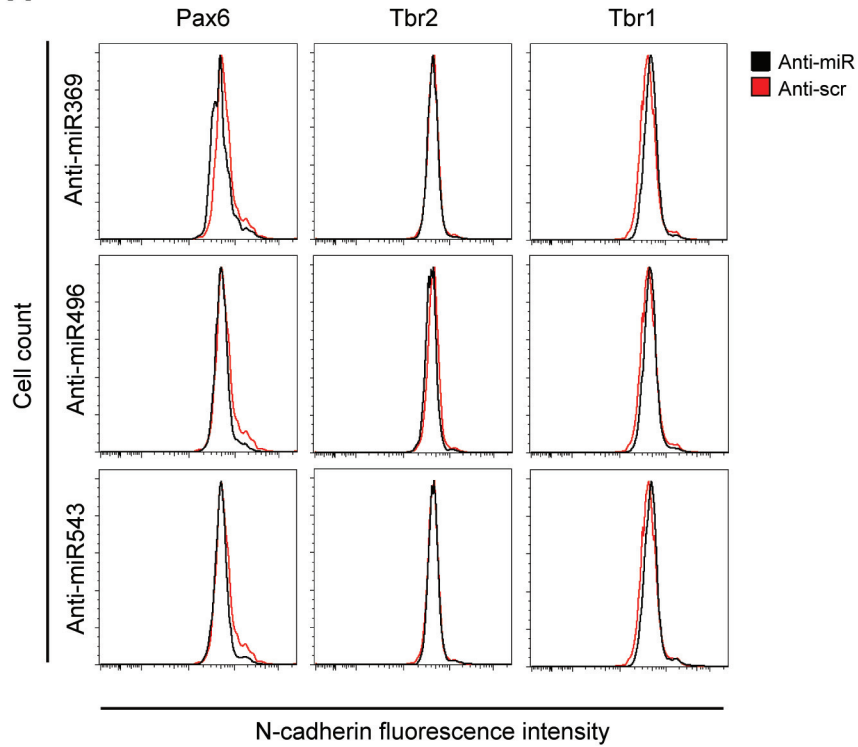 Pax6
Tbr2
Tbr1
Anti-miR
Anti-scr
Anti-miR369
Anti-miR496
Anti-miR543
Cell count
N-cadherin fluorescence intensity